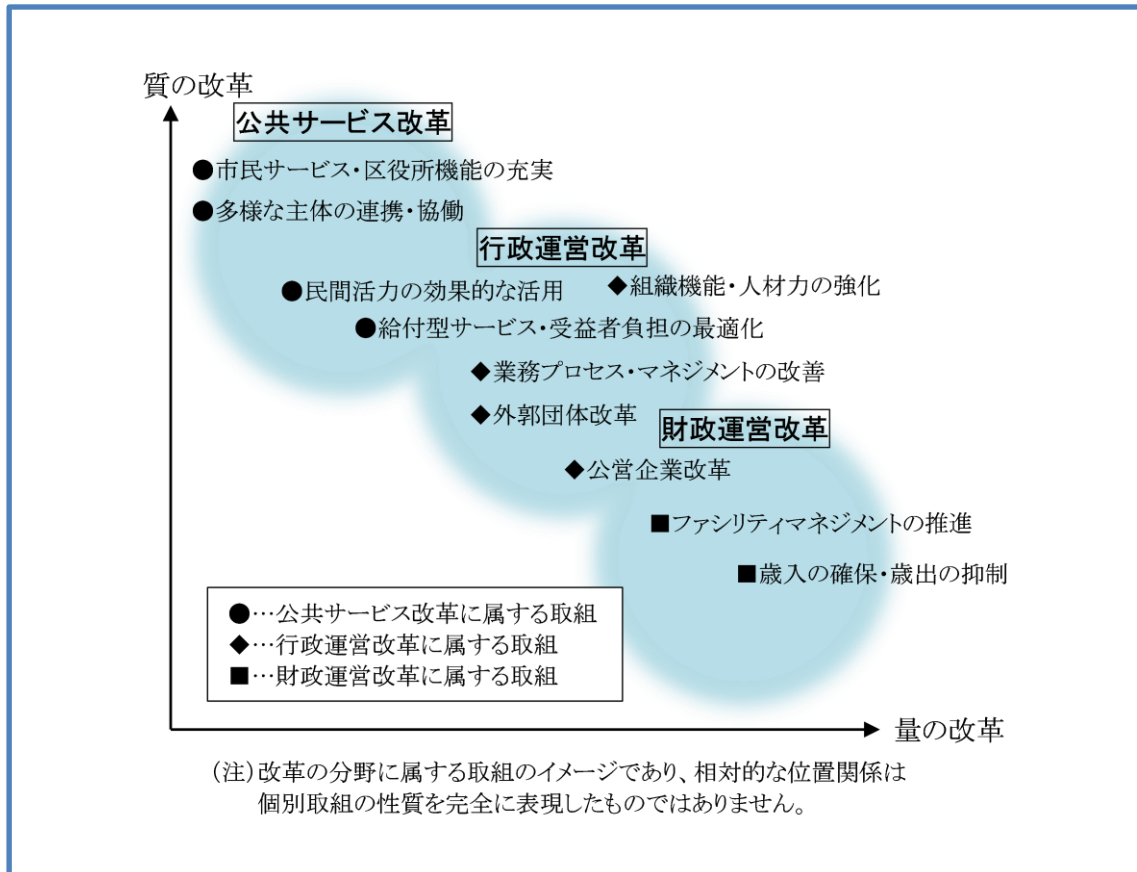 質の改革
公共サービス改革
●市民サービス・区役所機能の充実
●多様な主体の連携・協働
行政運営改革
●民間活力の効果的な活用
◆組織機能・人材力の強化
●給付型サービス・受益者負担の最適化
◆業務プロセス・マネジメントの改善
◆外郭団体改革
財政運営改革
◆公営企業改革
■ファシリティマネジメントの推進
■歳入の確保・歳出の抑制
●…公共サービス改革に属する取組
◆…行政運営改革に属する取組
■…財政運営改革に属する取組
量の改革
(注)改革の分野に属する取組のイメージであり、相対的な位置関係は
個別取組の性質を完全に表現したものではありません。